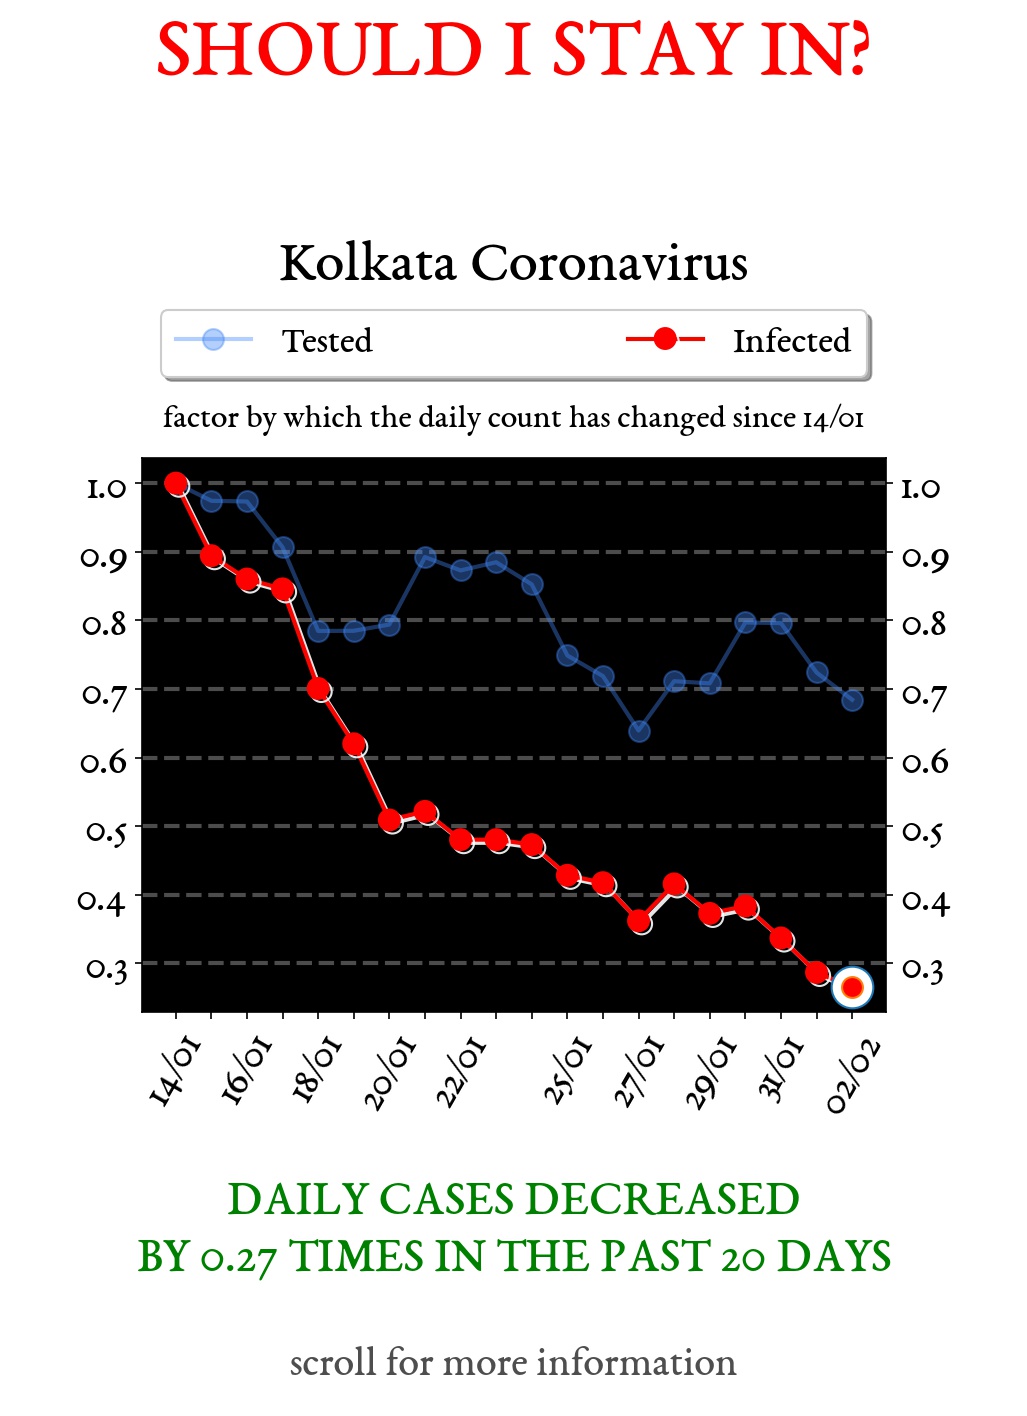 SHOULD I STAY IN?
Kolkata Coronavirus
Tested Infected
factor by which the daily count has changed since 14/01
1.0 1.0
0.9 0.9
0.8 0.8
0.7 0.7
0.6 0.6
0.5 0.5
0.4 0.4
0.3 0.3
14/01 16/01 18/01 20/01 22/01 25/01 27/01 29/01 31/01 02/02
DAILY CASES DECREASED
BY 0.27 TIMES IN THE PAST 20 DAYS
scroll for more information